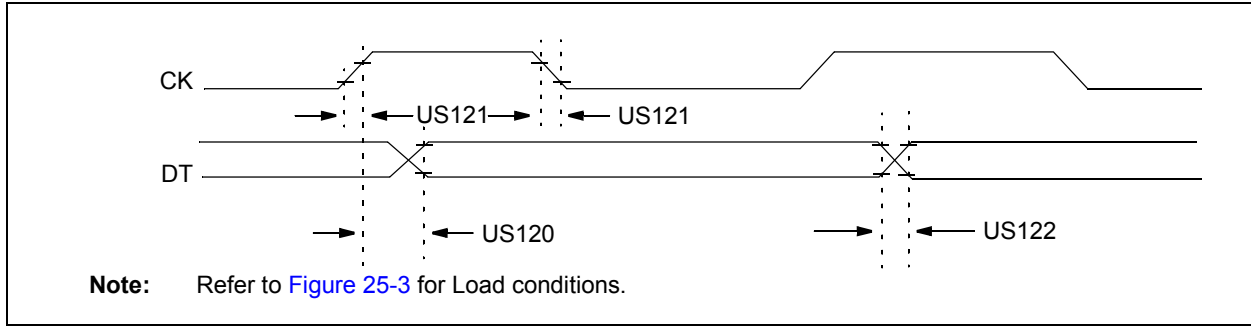 CK
US121
US121
DT
US120
US122
Note: Refer to Figure 25-3 for Load conditions.